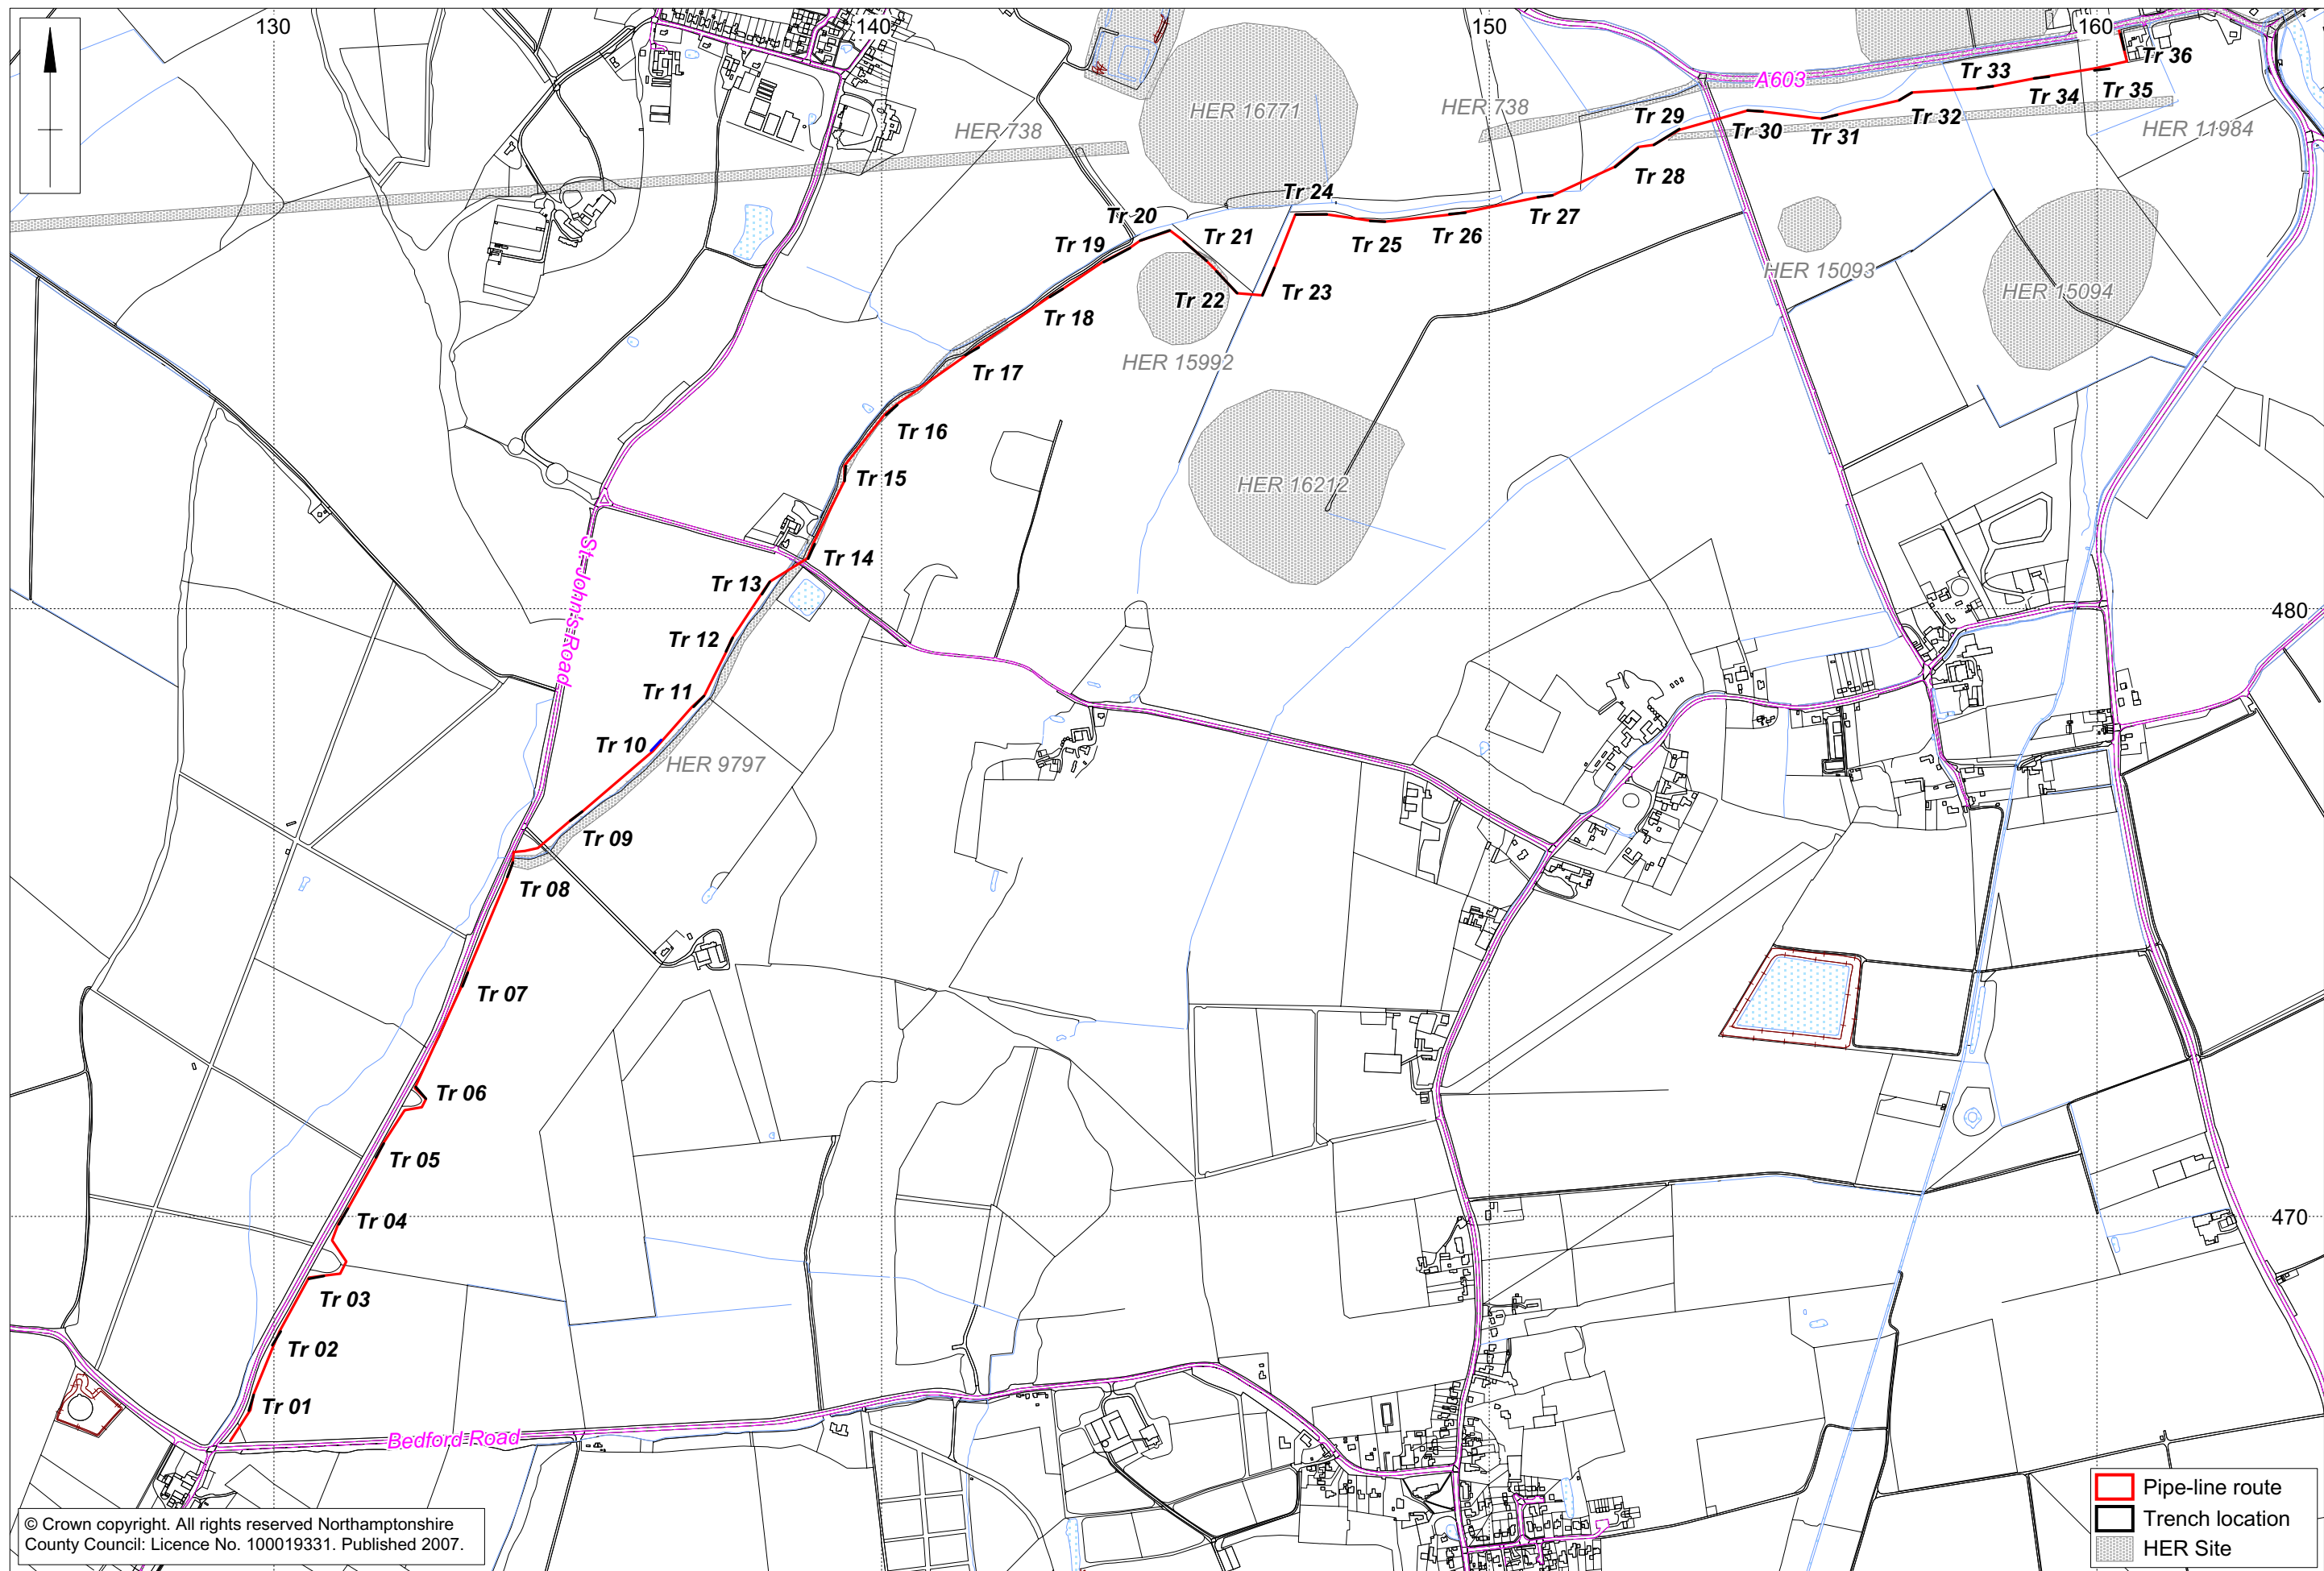 130
140
150
160
A603
Tr 36
Tr 33
Tr 34
Tr 35
HER 738
HER 16771
HER 738
Tr 29
Tr 30
Tr 31
Tr 32
HER 11984
Tr 28
Tr 24
Tr 27
Tr 20
Tr 19
Tr 21
Tr 25
Tr 26
HER 15093
HER 15094
Tr 22
Tr 23
Tr 18
HER 15992
Tr 17
Tr 16
Tr 15
HER 16212
Tr 14
Tr 13
St. John's Road
480
Tr 12
Tr 11
Tr 10
HER 9797
Tr 09
Tr 08
Tr 07
Tr 06
Tr 05
Tr 04
470
Tr 03
Tr 02
Tr 01
Bedford Road
© Crown copyright. All rights reserved Northamptonshire
County Council: Licence No. 100019331. Published 2007.
Pipe-line route
Trench location
HER Site